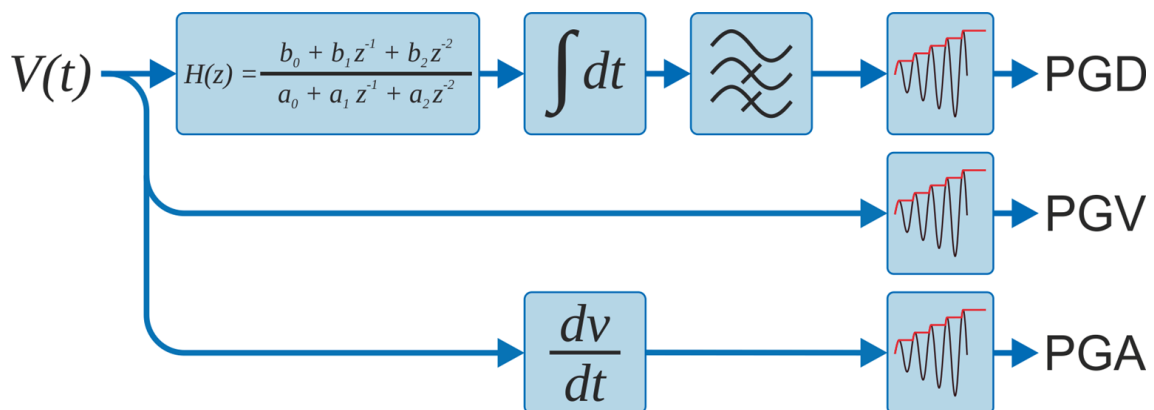 V(t)
H(z) = b₀ + b₁z⁻¹ + b₂z⁻² / a₀ + a₁z⁻¹ + a₂z⁻²
∫dt
PGD
PGV
dv
dt
PGA